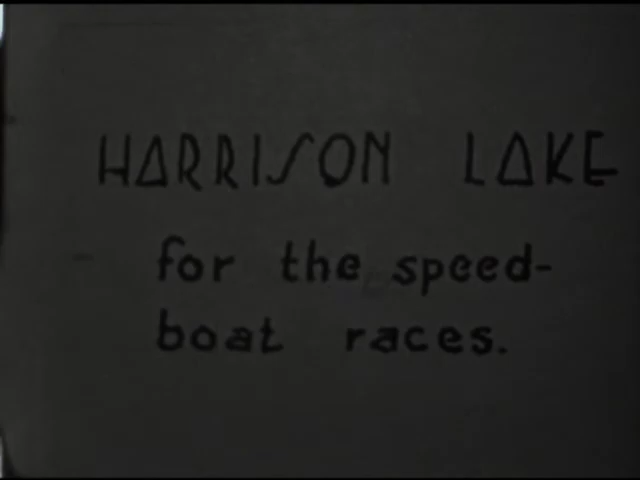 HARRISON LAKE
for the speed-
boat races.